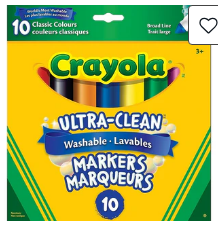 10 Classic Colours
couleurs classiques
Broad Line
Trait large
3+
Crayola
ULTRA-CLEAN
Washable • Lavables
MARKERS
MARQUEURS
10